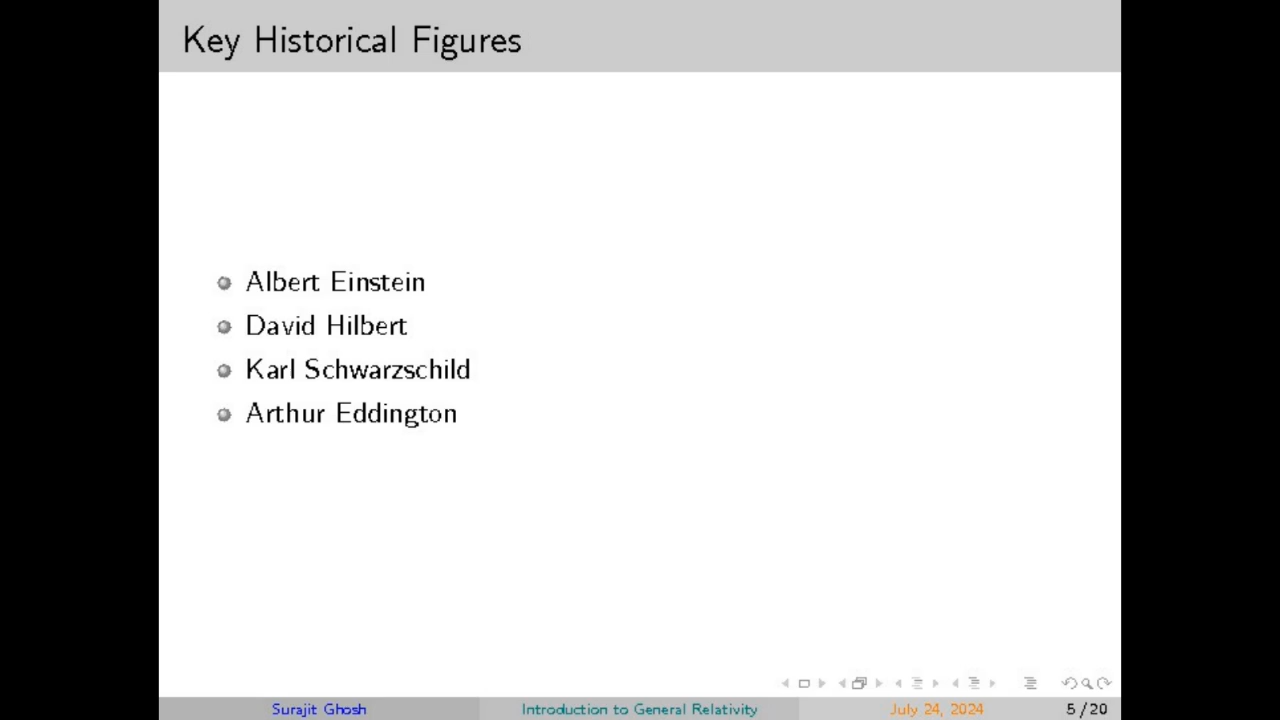 Key Historical Figures
Albert Einstein
David Hilbert
Karl Schwarzschild
Arthur Eddington
Surajit Ghosh
Introduction to General Relativity
July 24, 2024
5 / 20